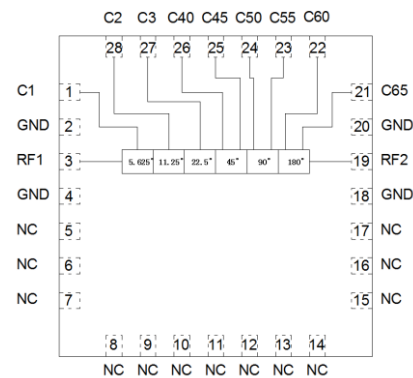 C2 C3 C40 C45 C50 C55 C60
28 27 26 25 24 23 22
C1 1 21 C65
GND 2 20 GND
RF1 3 5.625° 11.25° 22.5° 45° 90° 180° 19 RF2
GND 4 18 GND
NC 5 17 NC
NC 6 16 NC
NC 7 15 NC
8 9 10 11 12 13 14
NC NC NC NC NC NC NC